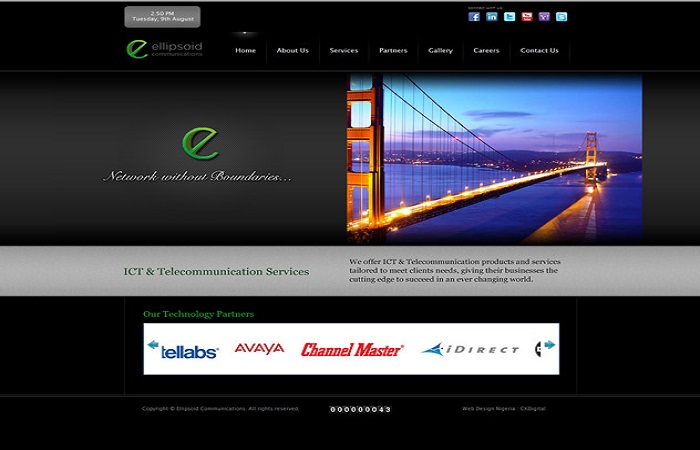 connect with us
2:50 PM
Tuesday, 9th August
ellipsoid
communications
Home
About Us
Services
Partners
Gallery
Careers
Contact Us
e
Network without Boundaries...
ICT & Telecommunication Services
We offer ICT & Telecommunication products and services
tailored to meet clients needs, giving their businesses the
cutting edge to succeed in an ever changing world.
Our Technology Partners
tellabs
AVAYA
Channel Master
iDIRECT
Copyright © Ellipsoid Communications. All rights reserved.
000000043
Web Design Nigeria : CKDigital